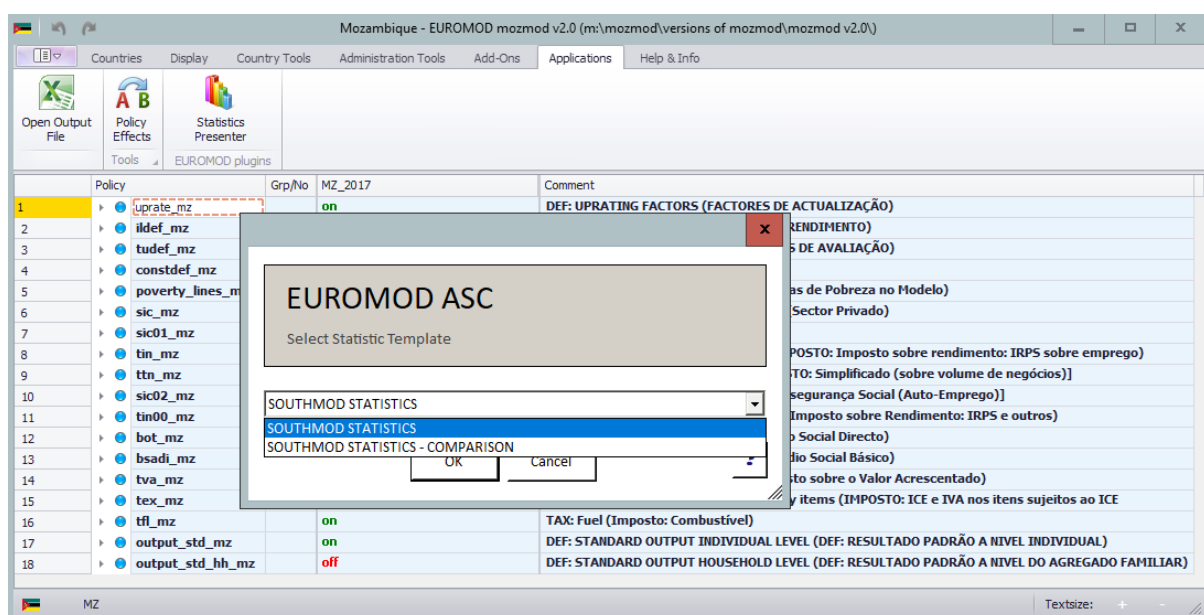 Mozambique - EUROMOD mozmod v2.0 (m:\mozmod\versions of mozmod\mozmod v2.0\)
Countries Display Country Tools Administration Tools Add-Ons Applications Help & Info
Open Output File
Policy Effects
Statistics Presenter
Tools EUROMOD plugins
Policy Grp/No MZ_2017 Comment
1 uprate_mz on DEF: UPRATING FACTORS (FACTORES DE ACTUALIZAÇÃO)
2 ildef_mz RENDIMENTO)
3 tudef_mz S DE AVALIAÇÃO)
4 constdef_mz
5 poverty_lines_m as de Pobreza no Modelo)
6 sic_mz (Sector Privado)
7 sic01_mz
8 tin_mz POSTO: Imposto sobre rendimento: IRPS sobre emprego)
9 ttn_mz TO: Simplificado (sobre volume de negócios)]
10 sic02_mz segurança Social (Auto-Emprego)]
11 tin00_mz Imposto sobre Rendimento: IRPS e outros)
12 bot_mz o Social Directo)
13 bsadi_mz dio Social Básico)
14 tva_mz sto sobre o Valor Acrescentado)
15 tex_mz y items (IMPOSTO: ICE e IVA nos itens sujeitos ao ICE
16 tfl_mz on TAX: Fuel (Imposto: Combustível)
17 output_std_mz on DEF: STANDARD OUTPUT INDIVIDUAL LEVEL (DEF: RESULTADO PADRÃO A NIVEL INDIVIDUAL)
18 output_std_hh_mz off DEF: STANDARD OUTPUT HOUSEHOLD LEVEL (DEF: RESULTADO PADRÃO A NIVEL DO AGREGADO FAMILIAR)
x
EUROMOD ASC
Select Statistic Template
SOUTHMOD STATISTICS
SOUTHMOD STATISTICS
SOUTHMOD STATISTICS - COMPARISON
OK Cancel ?
MZ Textsize: + -